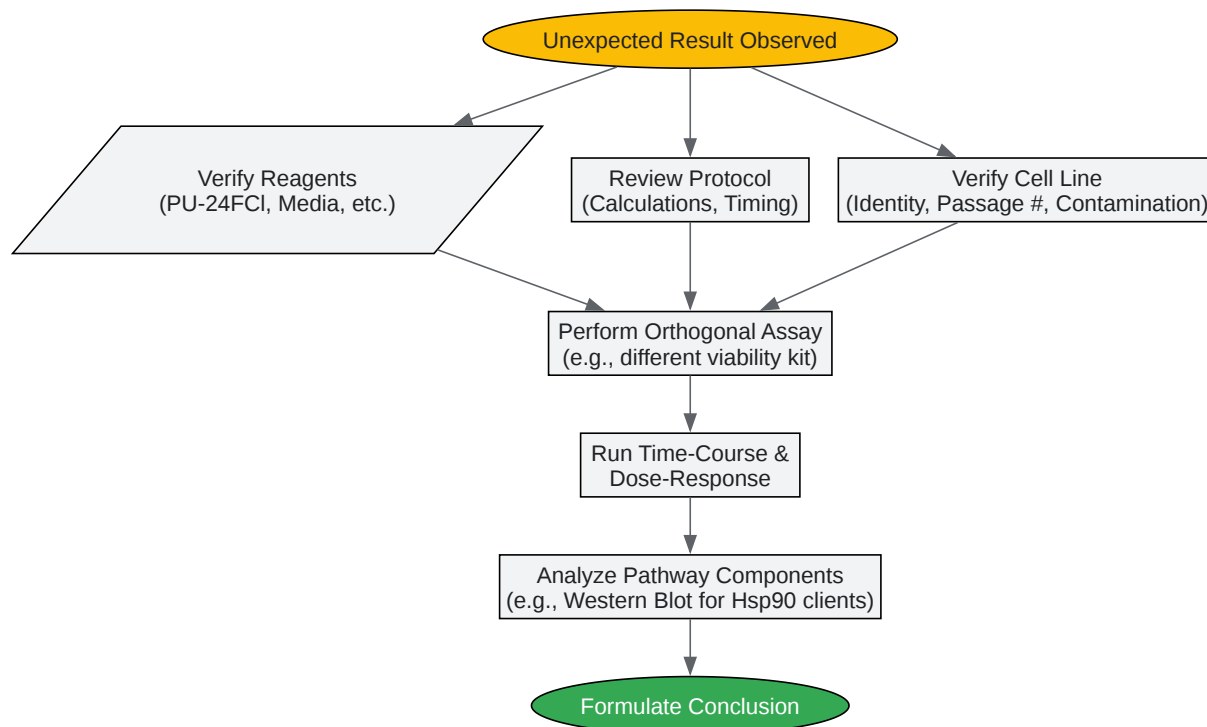 Unexpected Result Observed
Verify Reagents
(PU-24FCl, Media, etc.)
Review Protocol
(Calculations, Timing)
Verify Cell Line
(Identity, Passage #, Contamination)
Perform Orthogonal Assay
(e.g., different viability kit)
Run Time-Course &
Dose-Response
Analyze Pathway Components
(e.g., Western Blot for Hsp90 clients)
Formulate Conclusion